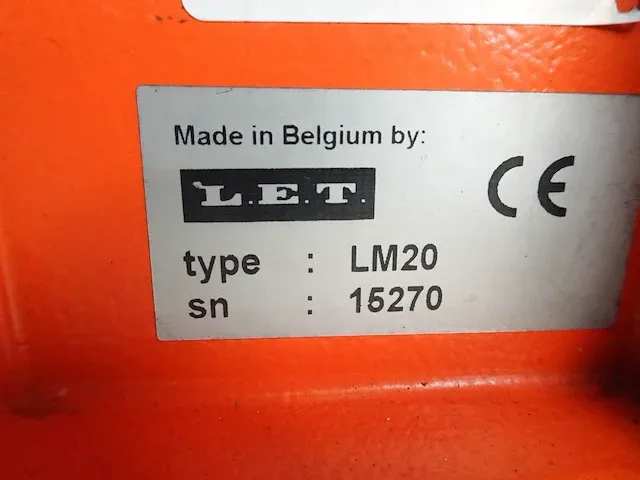 Made in Belgium by:
L.E.T.
CE
type : LM20
sn : 15270